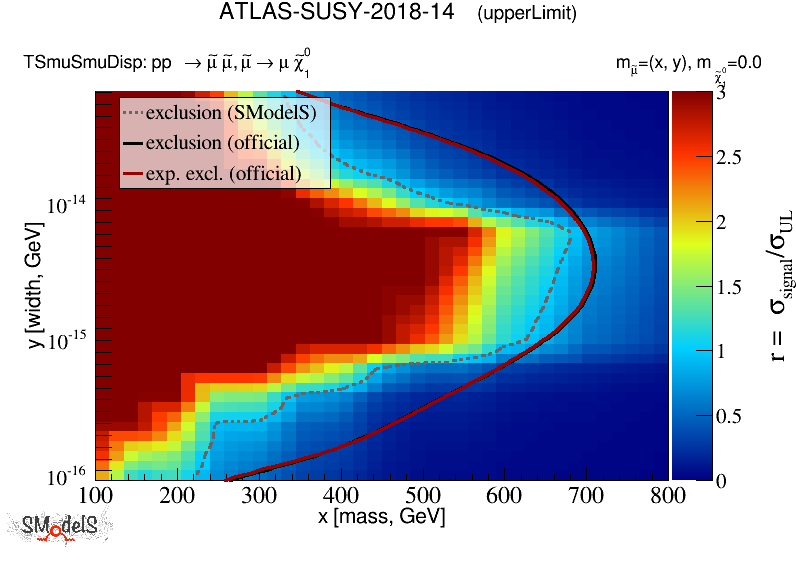 ATLAS-SUSY-2018-14 (upperLimit)
TSmuSmuDisp: pp → μ̃ μ̃, μ̃ → μ χ̃₁⁰
m_μ̃=(x, y), m_χ̃₁⁰=0.0
exclusion (SModelS)
exclusion (official)
exp. excl. (official)
y [width, GeV]
10⁻¹⁴
10⁻¹⁵
10⁻¹⁶
100 200 300 400 500 600 700 800
x [mass, GeV]
3
2.5
2
1.5
1
0.5
0
r = σ_signal/σ_UL
SModelS